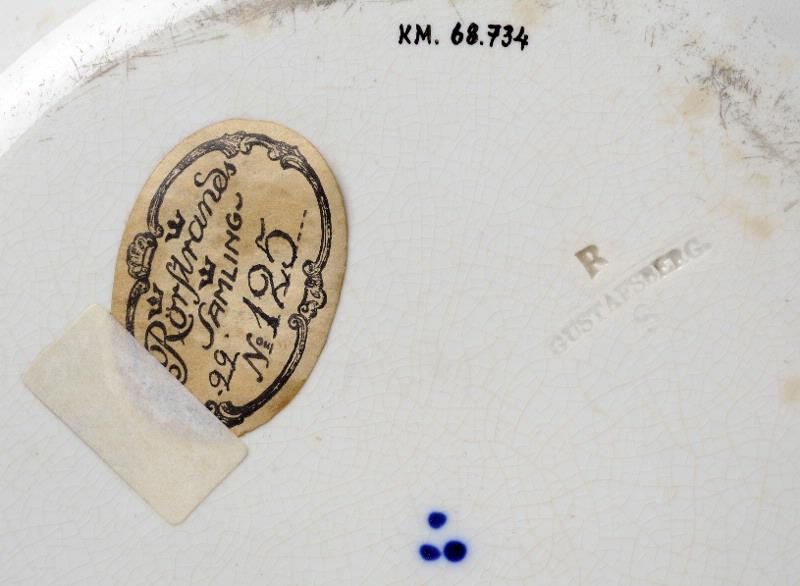 KM. 68.734
Rörstrands
SAMLING
22.
No 125
R
GUSTAFSBERG.
S